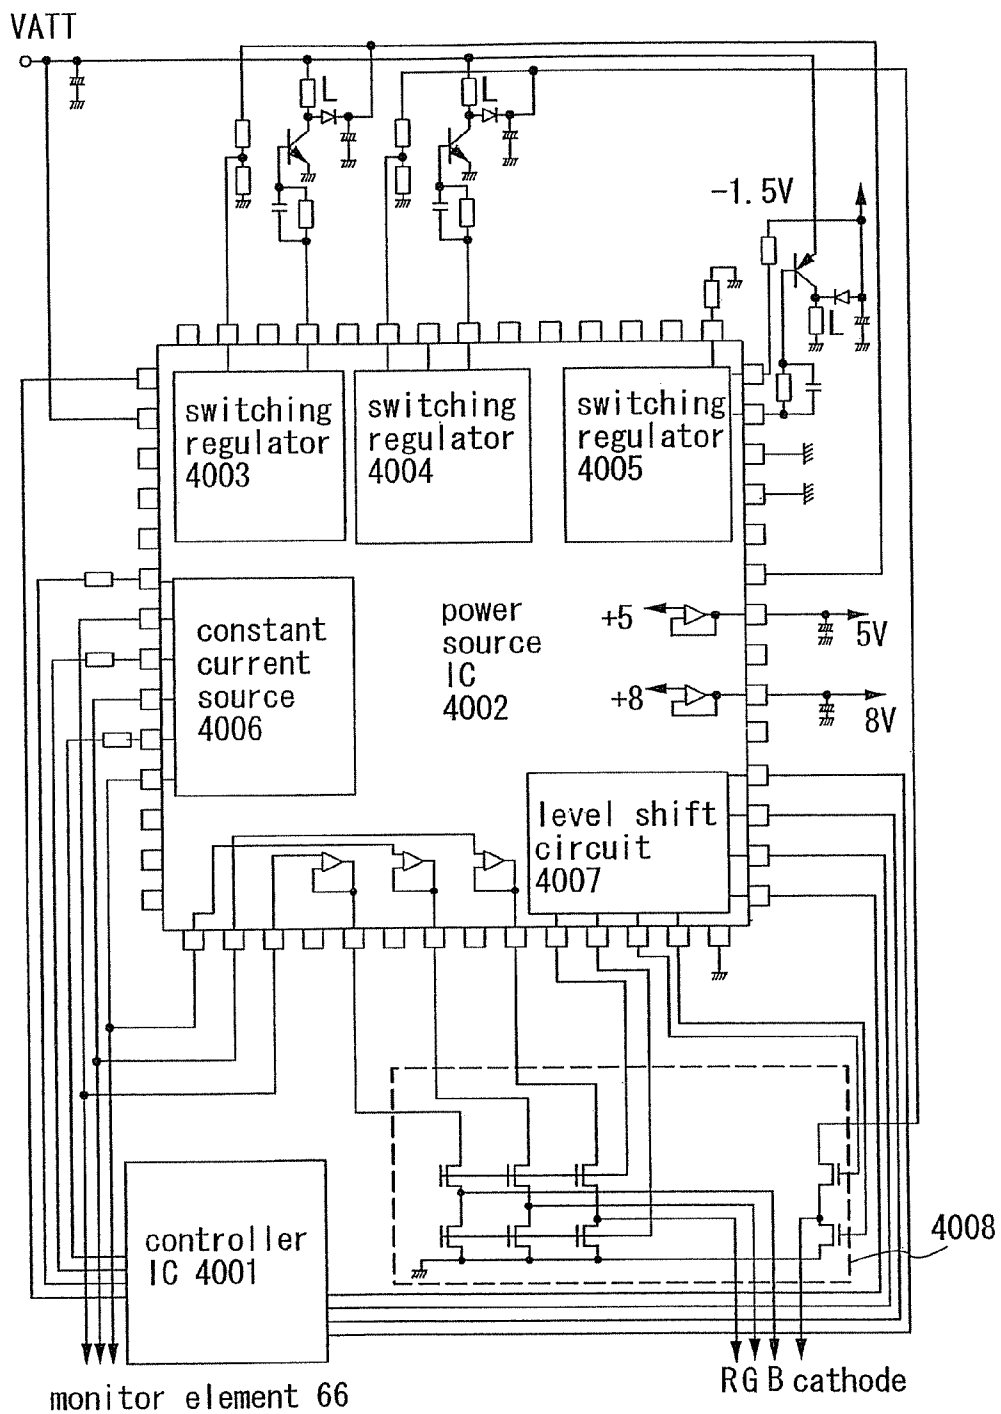 VATT
L
L
-1.5V
L
switching
regulator
4003
switching
regulator
4004
switching
regulator
4005
constant
current
source
4006
power
source
IC
4002
+5
5V
+8
8V
level shift
circuit
4007
controller
IC 4001
4008
monitor element 66
R G B cathode